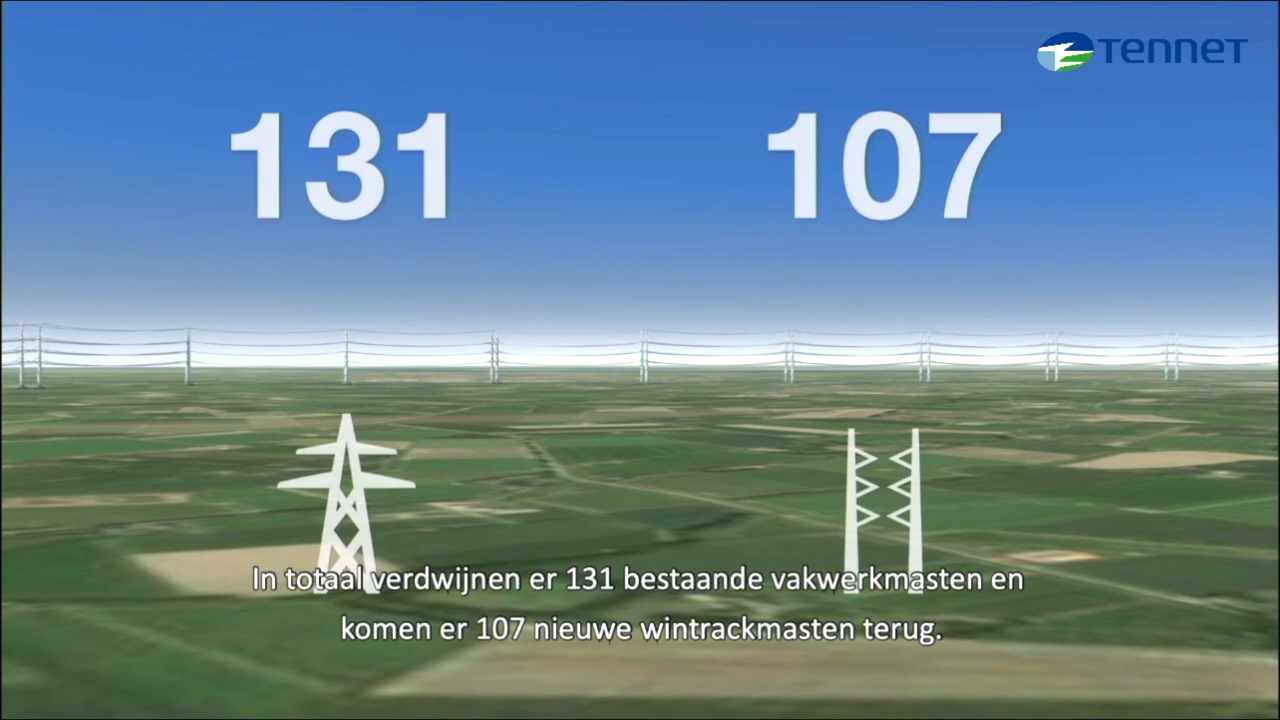 TENNET
131
107
In totaal verdwijnen er 131 bestaande vakwerkmasten en
komen er 107 nieuwe wintrackmasten terug.